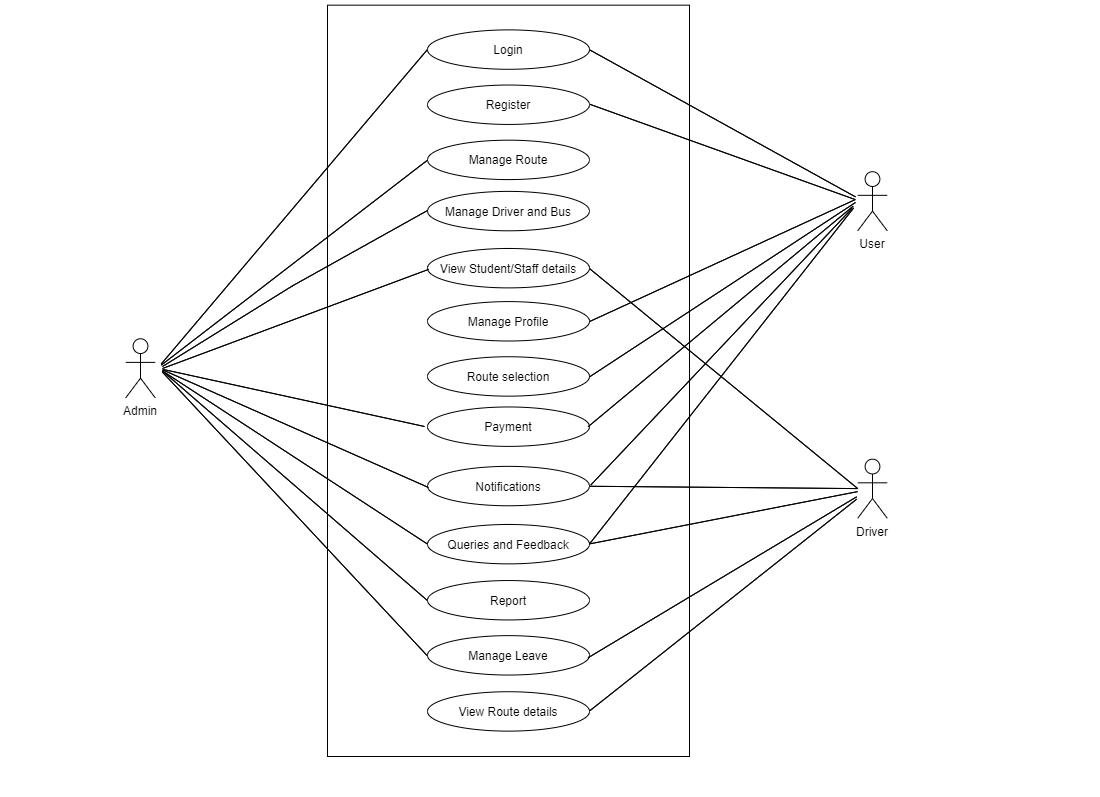 Login
Register
Manage Route
Manage Driver and Bus
View Student/Staff details
Manage Profile
Route selection
Payment
Notifications
Queries and Feedback
Report
Manage Leave
View Route details
Admin
User
Driver